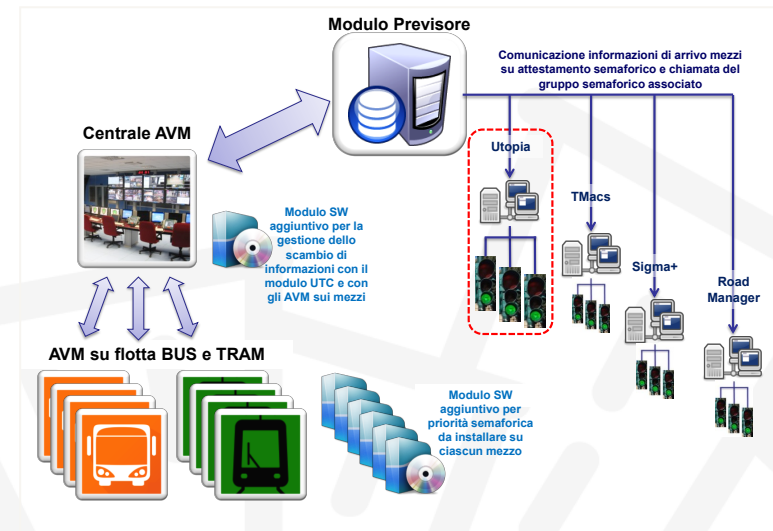 Modulo Previsore
Comunicazione informazioni di arrivo mezzi
su attestamento semaforico e chiamata del
gruppo semaforico associato
Centrale AVM
Utopia
TMacs
Sigma+
Road
Manager
Modulo SW
aggiuntivo per la
gestione dello
scambio di
informazioni con il
modulo UTC e con
gli AVM sui mezzi
AVM su flotta BUS e TRAM
Modulo SW
aggiuntivo per
priorità semaforica
da installare su
ciascun mezzo